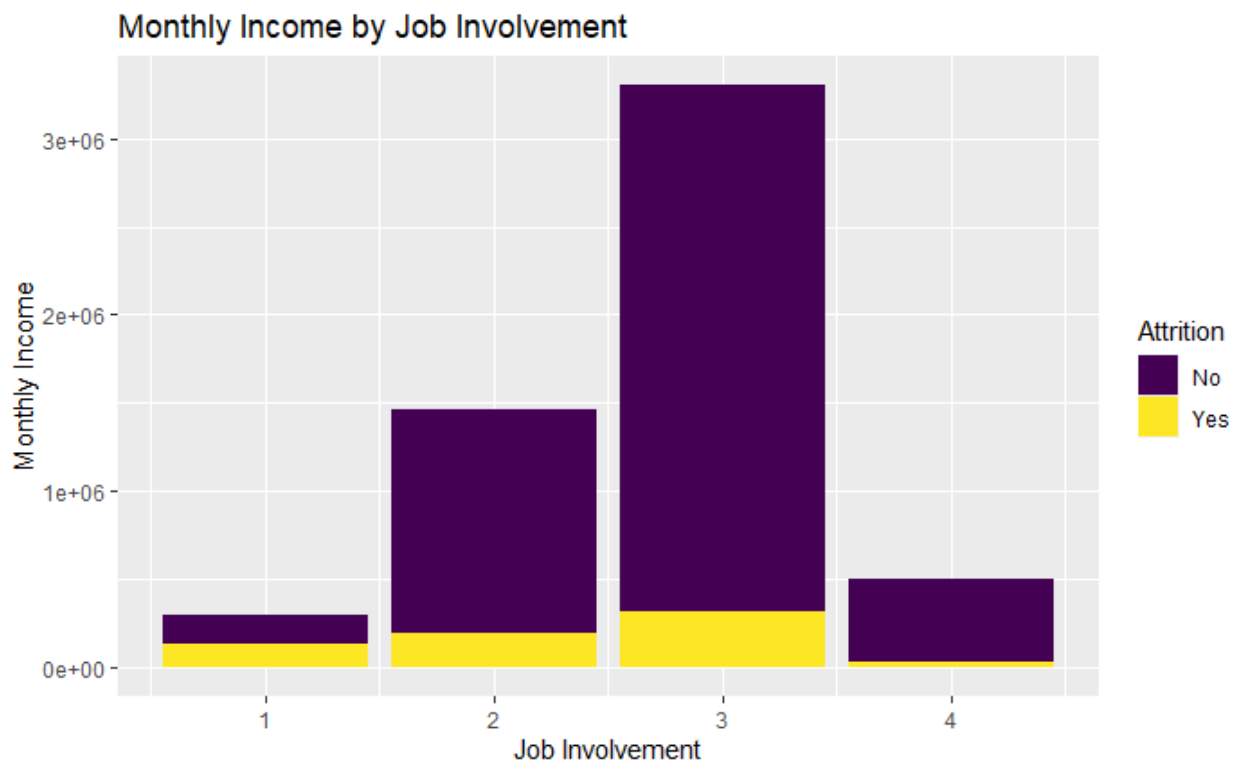 Monthly Income by Job Involvement
Monthly Income
3e+06
2e+06
1e+06
0e+00
1 2 3 4
Job Involvement
Attrition
No
Yes